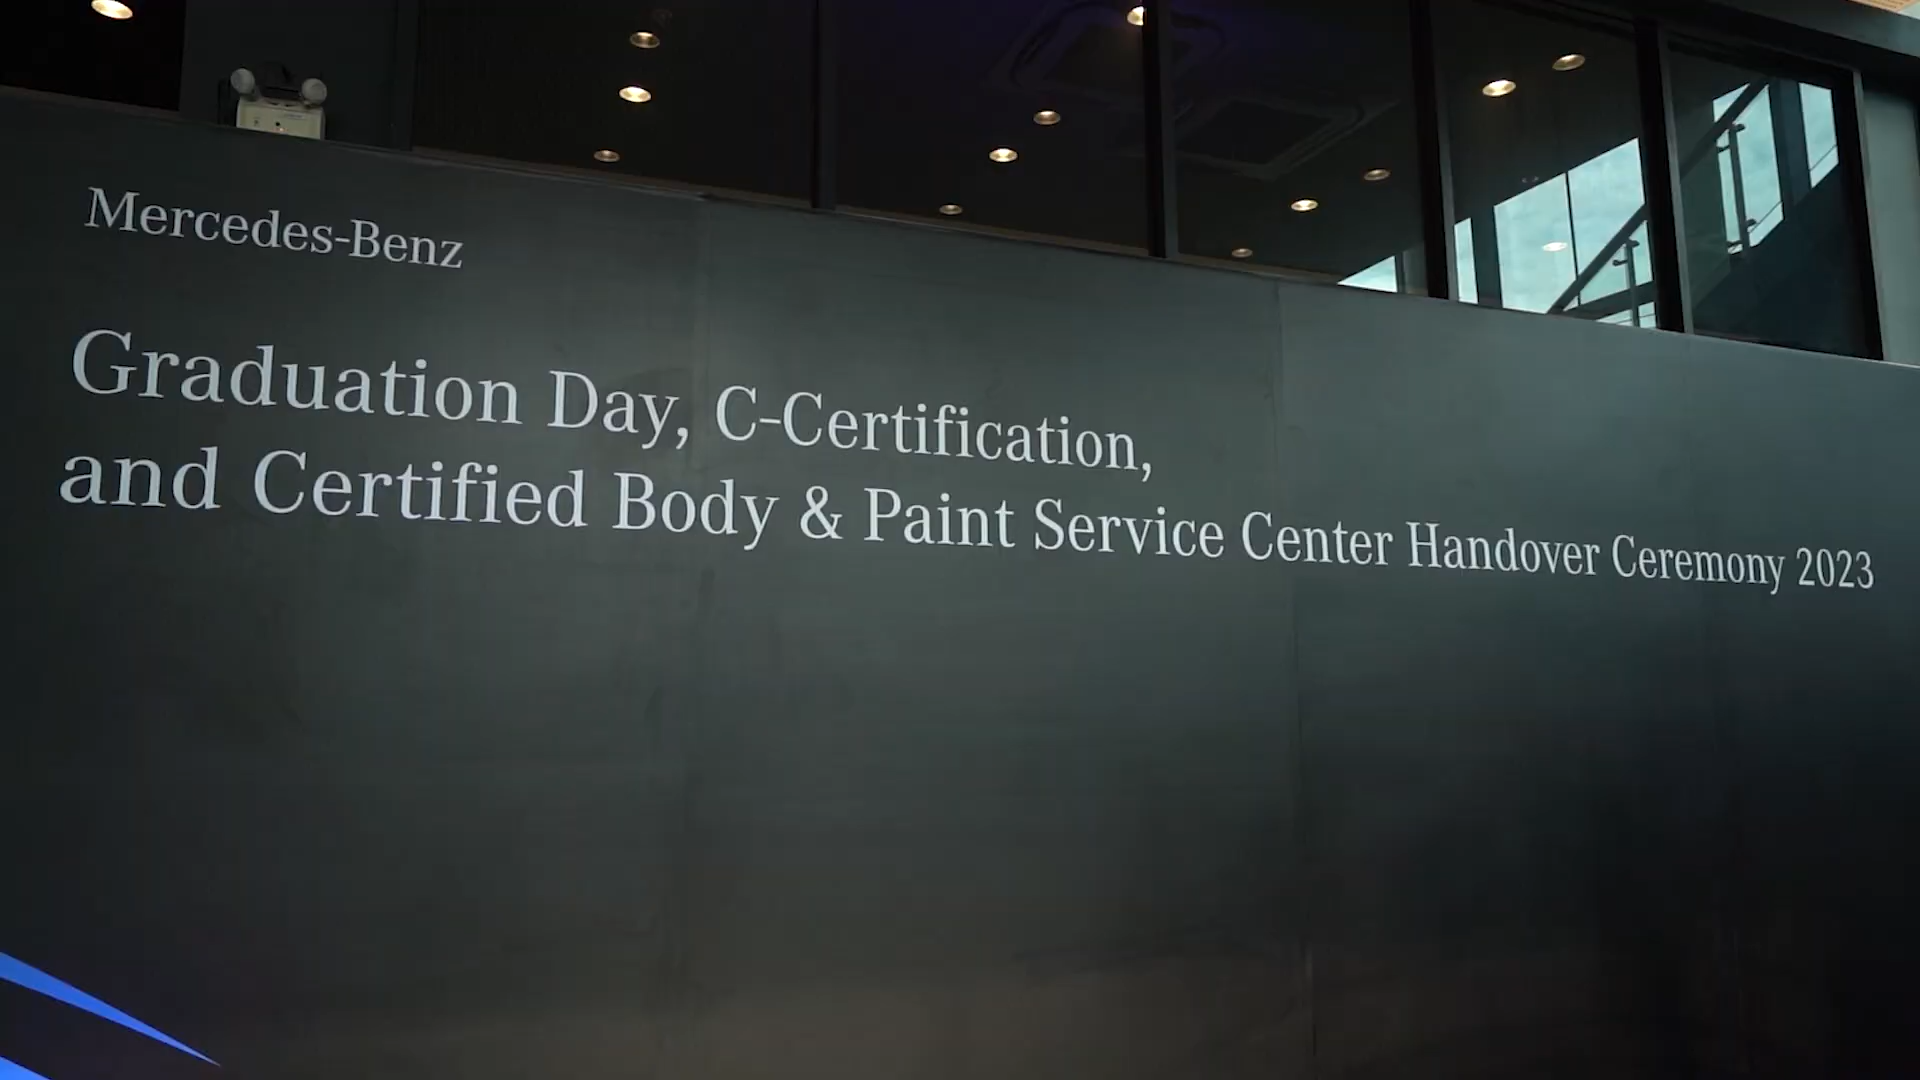 Mercedes-Benz
Graduation Day, C-Certification,
and Certified Body & Paint Service Center Handover Ceremony 2023